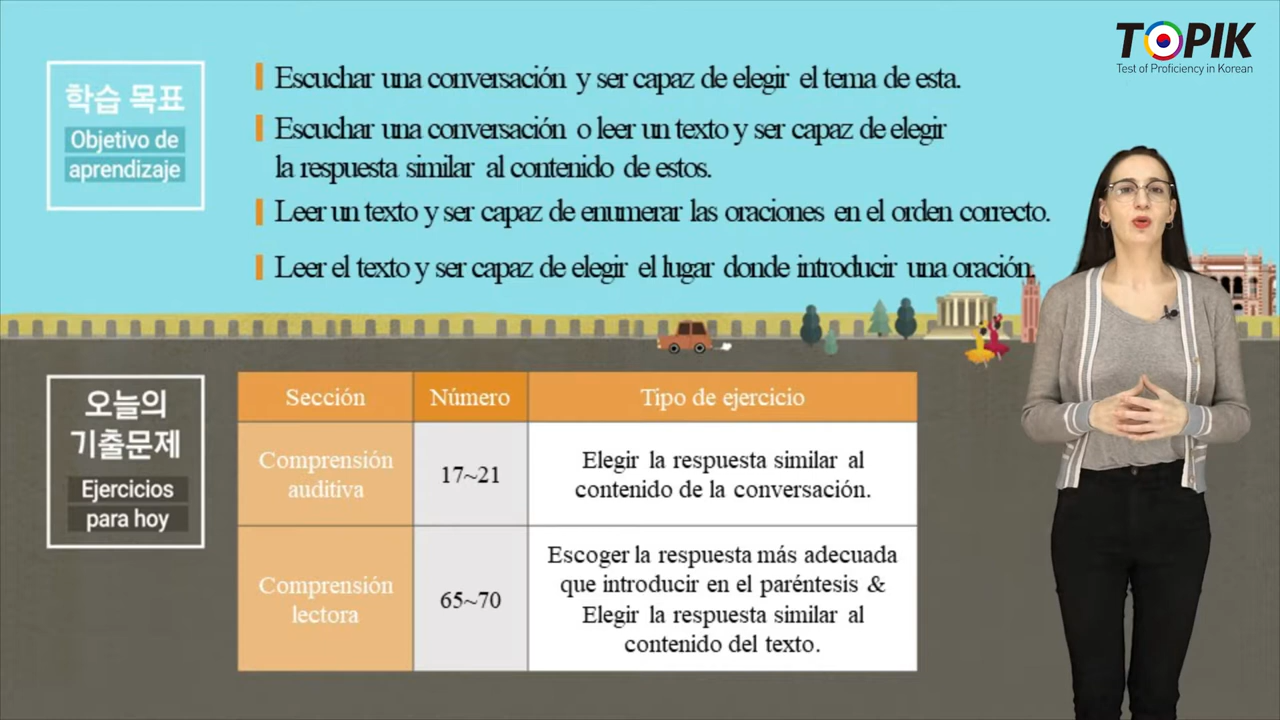 TOPIK
Test of Proficiency in Korean
학습 목표
Objetivo de
aprendizaje
Escuchar una conversación y ser capaz de elegir el tema de esta.
Escuchar una conversación o leer un texto y ser capaz de elegir
la respuesta similar al contenido de estos.
Leer un texto y ser capaz de enumerar las oraciones en el orden correcto.
Leer el texto y ser capaz de elegir el lugar donde introducir una oración.
오늘의
기출문제
Ejercicios
para hoy
Sección Número Tipo de ejercicio
Comprensión
auditiva
17~21
Elegir la respuesta similar al
contenido de la conversación.
Comprensión
lectora
65~70
Escoger la respuesta más adecuada
que introducir en el paréntesis &
Elegir la respuesta similar al
contenido del texto.